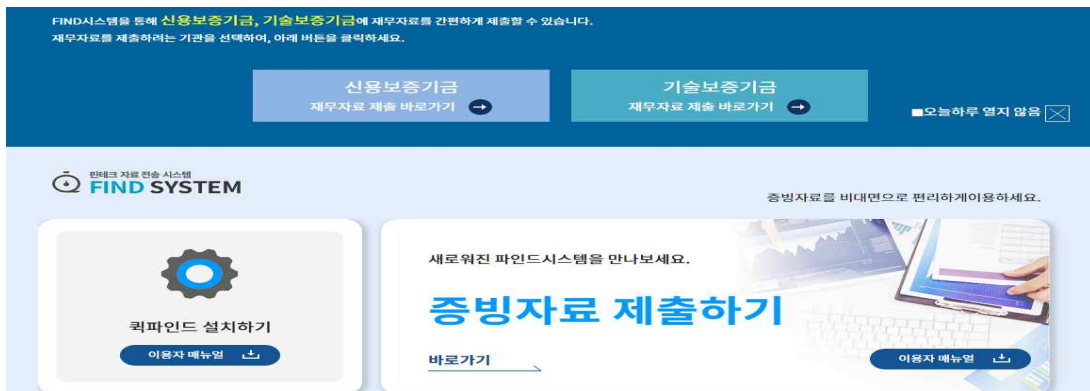 FIND시스템을 통해 신용보증기금, 기술보증기금에 재무자료를 간편하게 제출할 수 있습니다.
재무자료를 제출하려는 기관을 선택하여, 아래 버튼을 클릭하세요.
신용보증기금
재무자료 제출 바로가기
기술보증기금
재무자료 제출 바로가기
오늘하루 열지 않음
핀테크 자료 전송 시스템
FIND SYSTEM
증빙자료를 비대면으로 편리하게이용하세요.
퀵파인드 설치하기
이용자 매뉴얼
새로워진 파인드시스템을 만나보세요.
증빙자료 제출하기
바로가기
이용자 매뉴얼